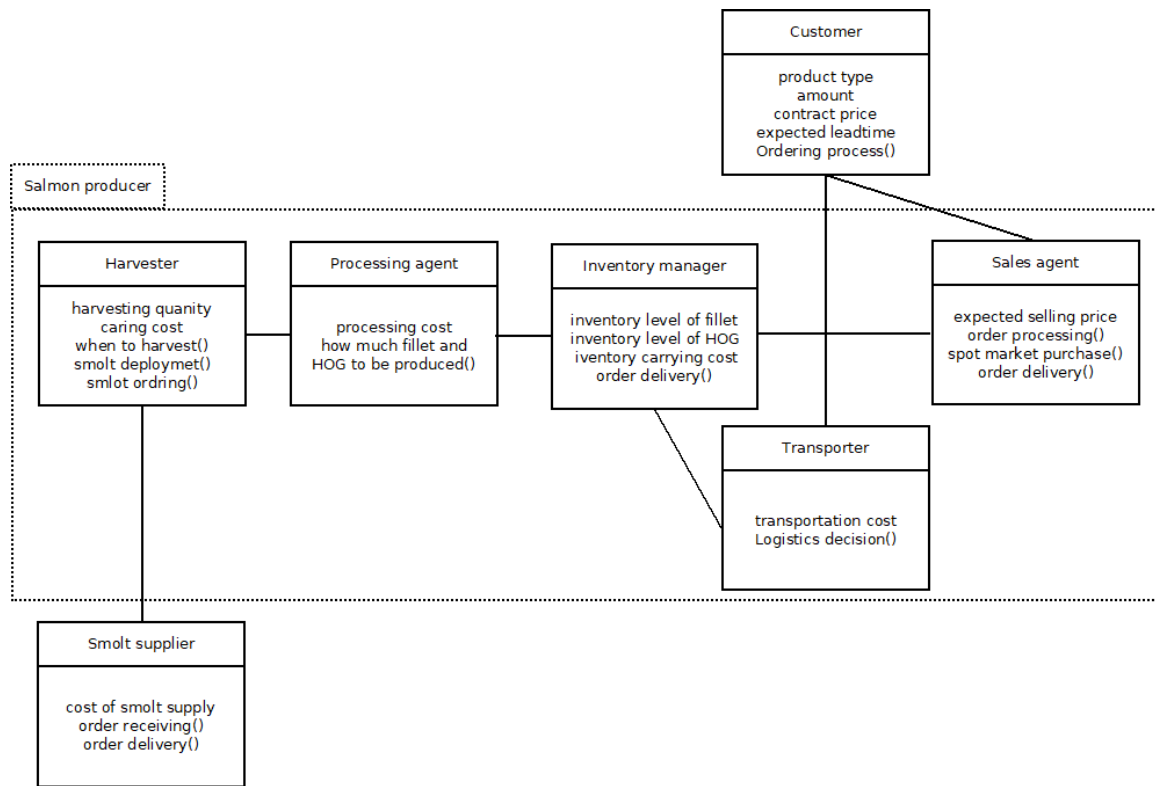 Customer
product type
amount
contract price
expected leadtime
Ordering process()
Salmon producer
Harvester
harvesting quanity
caring cost
when to harvest()
smolt deploymet()
smlot ordring()
Processing agent
processing cost
how much fillet and
HOG to be produced()
Inventory manager
inventory level of fillet
inventory level of HOG
iventory carrying cost
order delivery()
Sales agent
expected selling price
order processing()
spot market purchase()
order delivery()
Transporter
transportation cost
Logistics decision()
Smolt supplier
cost of smolt supply
order receiving()
order delivery()